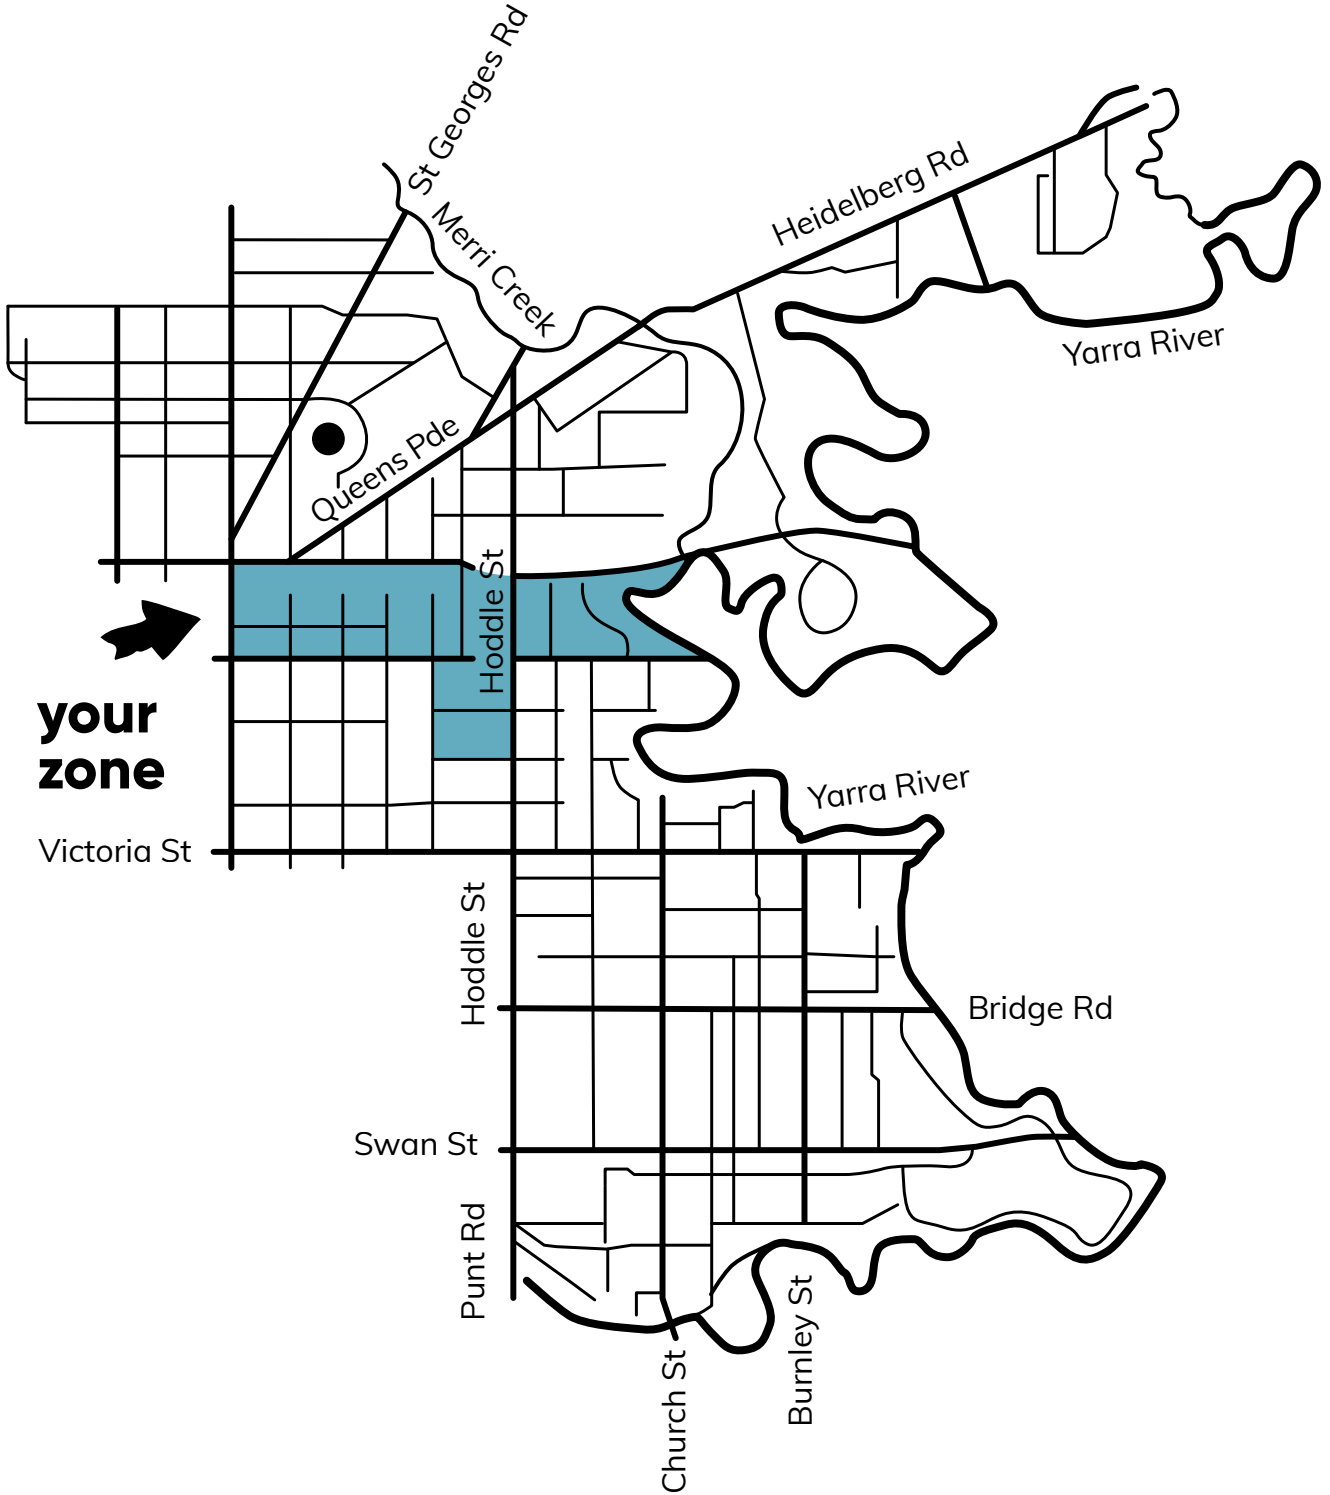 St Georges Rd
Merri Creek
Heidelberg Rd
Yarra River
Queens Pde
Hoddle St
your
zone
Yarra River
Victoria St
Hoddle St
Bridge Rd
Swan St
Punt Rd
Burnley St
Church St